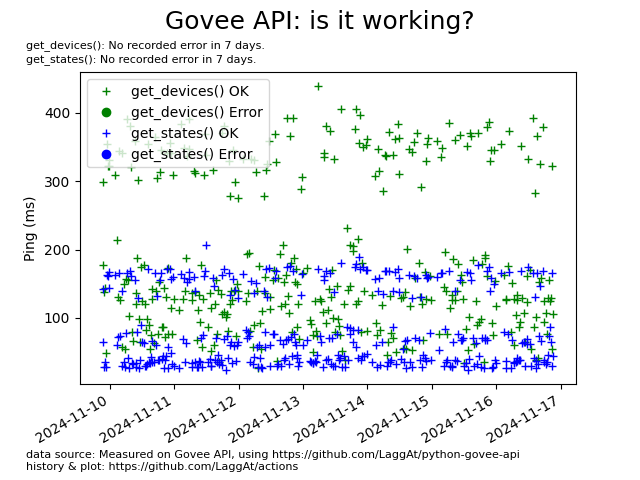 Govee API: is it working?
get_devices(): No recorded error in 7 days.
get_states(): No recorded error in 7 days.
get_devices() OK
get_devices() Error
get_states() OK
get_states() Error
Ping (ms)
400
300
200
100
2024-11-10
2024-11-11
2024-11-12
2024-11-13
2024-11-14
2024-11-15
2024-11-16
2024-11-17
data source: Measured on Govee API, using https://github.com/LaggAt/python-govee-api
history & plot: https://github.com/LaggAt/actions